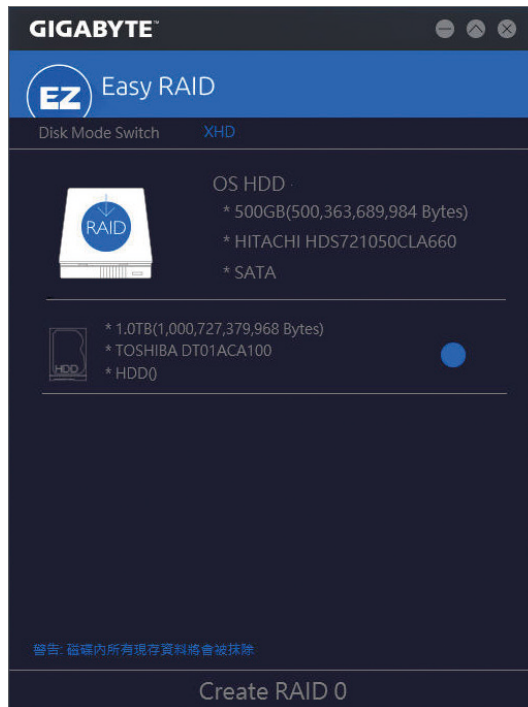 GIGABYTE™
EZ Easy RAID
Disk Mode Switch XHD
RAID
OS HDD
* 500GB(500,363,689,984 Bytes)
* HITACHI HDS721050CLA660
* SATA
HDD
* 1.0TB(1,000,727,379,968 Bytes)
* TOSHIBA DT01ACA100
* HDD()
警告: 磁碟內所有現存資料將會被抹除
Create RAID 0